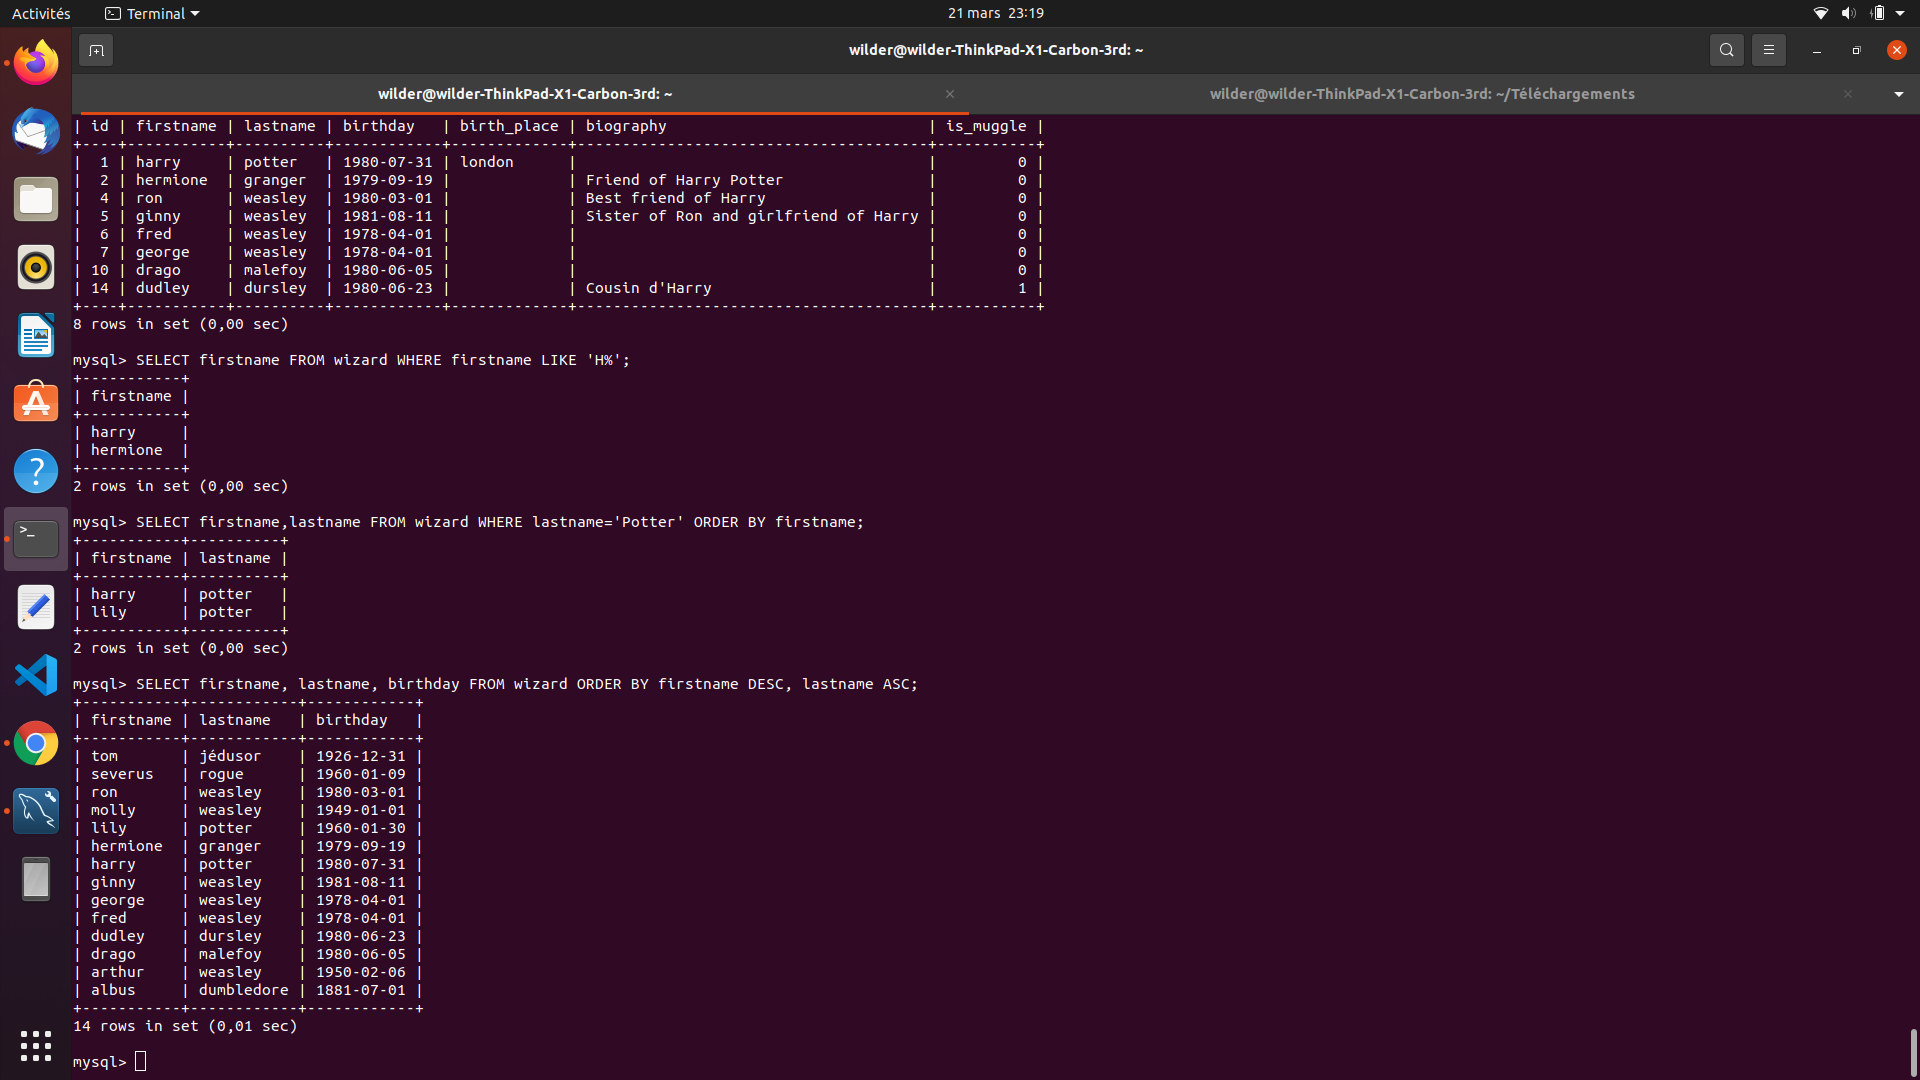 Activités Terminal 21 mars 23:19
wilder@wilder-ThinkPad-X1-Carbon-3rd: ~
wilder@wilder-ThinkPad-X1-Carbon-3rd: ~ wilder@wilder-ThinkPad-X1-Carbon-3rd: ~/Téléchargements
| id | firstname | lastname | birthday   | birth_place | biography                             | is_muggle |
+----+-----------+----------+------------+-------------+---------------------------------------+-----------+
|  1 | harry     | potter   | 1980-07-31 | london      |                                       |         0 |
|  2 | hermione  | granger  | 1979-09-19 |             | Friend of Harry Potter                |         0 |
|  4 | ron       | weasley  | 1980-03-01 |             | Best friend of Harry                  |         0 |
|  5 | ginny     | weasley  | 1981-08-11 |             | Sister of Ron and girlfriend of Harry |         0 |
|  6 | fred      | weasley  | 1978-04-01 |             |                                       |         0 |
|  7 | george    | weasley  | 1978-04-01 |             |                                       |         0 |
| 10 | drago     | malefoy  | 1980-06-05 |             |                                       |         0 |
| 14 | dudley    | dursley  | 1980-06-23 |             | Cousin d'Harry                        |         1 |
+----+-----------+----------+------------+-------------+---------------------------------------+-----------+
8 rows in set (0,00 sec)
mysql> SELECT firstname FROM wizard WHERE firstname LIKE 'H%';
+-----------+
| firstname |
+-----------+
| harry     |
| hermione  |
+-----------+
2 rows in set (0,00 sec)
mysql> SELECT firstname,lastname FROM wizard WHERE lastname='Potter' ORDER BY firstname;
+-----------+----------+
| firstname | lastname |
+-----------+----------+
| harry     | potter   |
| lily      | potter   |
+-----------+----------+
2 rows in set (0,00 sec)
mysql> SELECT firstname, lastname, birthday FROM wizard ORDER BY firstname DESC, lastname ASC;
+-----------+------------+------------+
| firstname | lastname   | birthday   |
+-----------+------------+------------+
| tom       | jédusor    | 1926-12-31 |
| severus   | rogue      | 1960-01-09 |
| ron       | weasley    | 1980-03-01 |
| molly     | weasley    | 1949-01-01 |
| lily      | potter     | 1960-01-30 |
| hermione  | granger    | 1979-09-19 |
| harry     | potter     | 1980-07-31 |
| ginny     | weasley    | 1981-08-11 |
| george    | weasley    | 1978-04-01 |
| fred      | weasley    | 1978-04-01 |
| dudley    | dursley    | 1980-06-23 |
| drago     | malefoy    | 1980-06-05 |
| arthur    | weasley    | 1950-02-06 |
| albus     | dumbledore | 1881-07-01 |
+-----------+------------+------------+
14 rows in set (0,01 sec)
mysql>